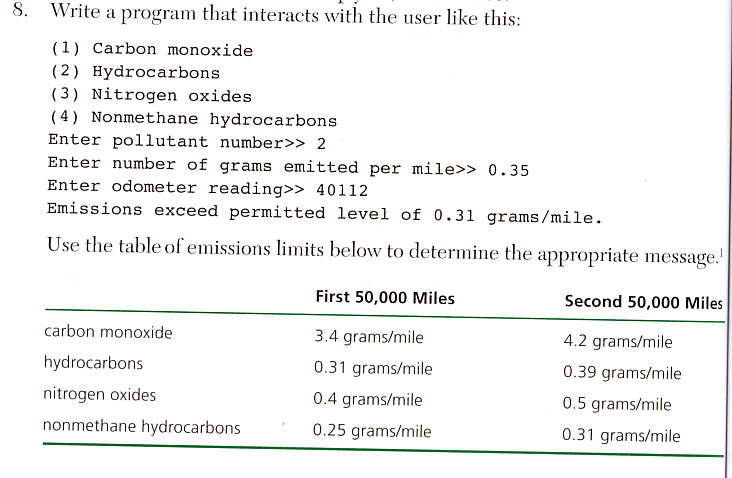 8. Write a program that interacts with the user like this:
(1) Carbon monoxide
(2) Hydrocarbons
(3) Nitrogen oxides
(4) Nonmethane hydrocarbons
Enter pollutant number>> 2
Enter number of grams emitted per mile>> 0.35
Enter odometer reading>> 40112
Emissions exceed permitted level of 0.31 grams/mile.
Use the table of emissions limits below to determine the appropriate message.¹
First 50,000 Miles Second 50,000 Miles
carbon monoxide 3.4 grams/mile 4.2 grams/mile
hydrocarbons 0.31 grams/mile 0.39 grams/mile
nitrogen oxides 0.4 grams/mile 0.5 grams/mile
nonmethane hydrocarbons 0.25 grams/mile 0.31 grams/mile